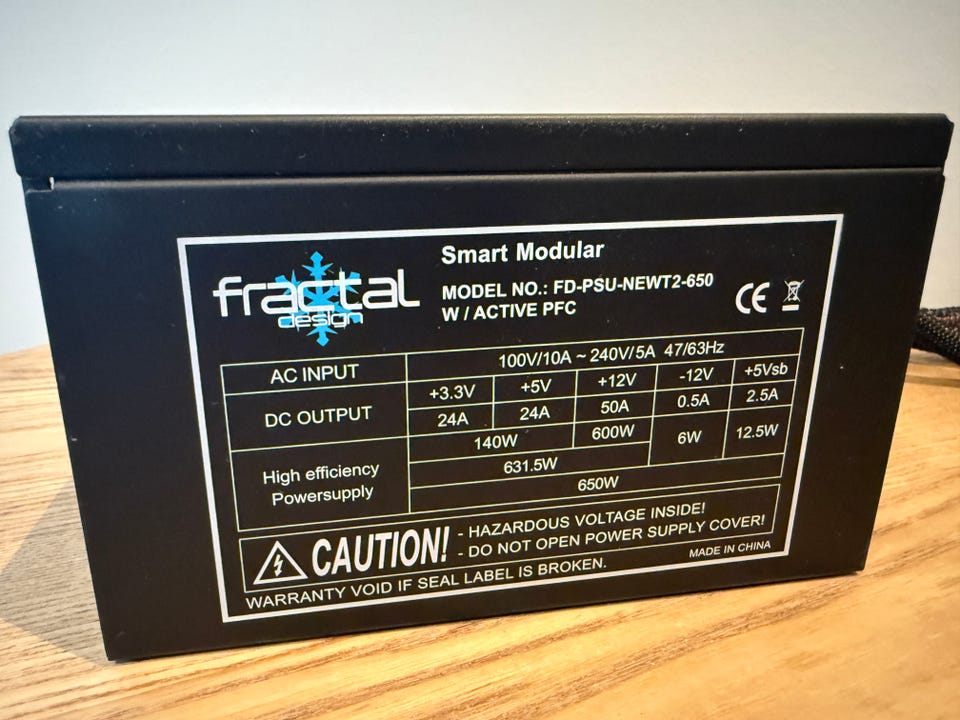 fractal
design
Smart Modular
MODEL NO.: FD-PSU-NEWT2-650
W / ACTIVE PFC
CE
AC INPUT 100V/10A ~ 240V/5A 47/63Hz
DC OUTPUT +3.3V +5V +12V -12V +5Vsb
24A 24A 50A 0.5A 2.5A
High efficiency
Powersupply
140W 600W 6W 12.5W
631.5W
650W
CAUTION!
- HAZARDOUS VOLTAGE INSIDE!
- DO NOT OPEN POWER SUPPLY COVER!
WARRANTY VOID IF SEAL LABEL IS BROKEN.
MADE IN CHINA